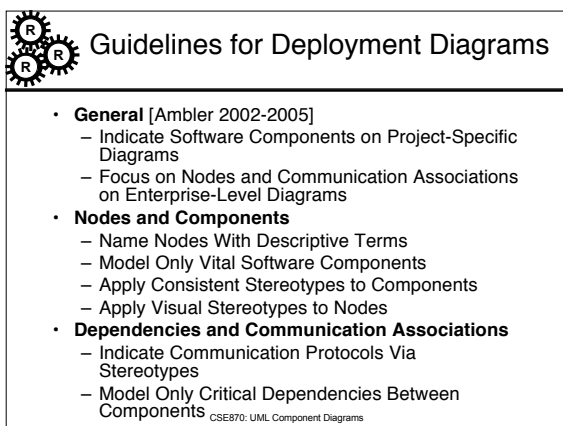 R
R
R
Guidelines for Deployment Diagrams
• General [Ambler 2002-2005]
– Indicate Software Components on Project-Specific
Diagrams
– Focus on Nodes and Communication Associations
on Enterprise-Level Diagrams
• Nodes and Components
– Name Nodes With Descriptive Terms
– Model Only Vital Software Components
– Apply Consistent Stereotypes to Components
– Apply Visual Stereotypes to Nodes
• Dependencies and Communication Associations
– Indicate Communication Protocols Via
Stereotypes
– Model Only Critical Dependencies Between
Components
CSE870: UML Component Diagrams